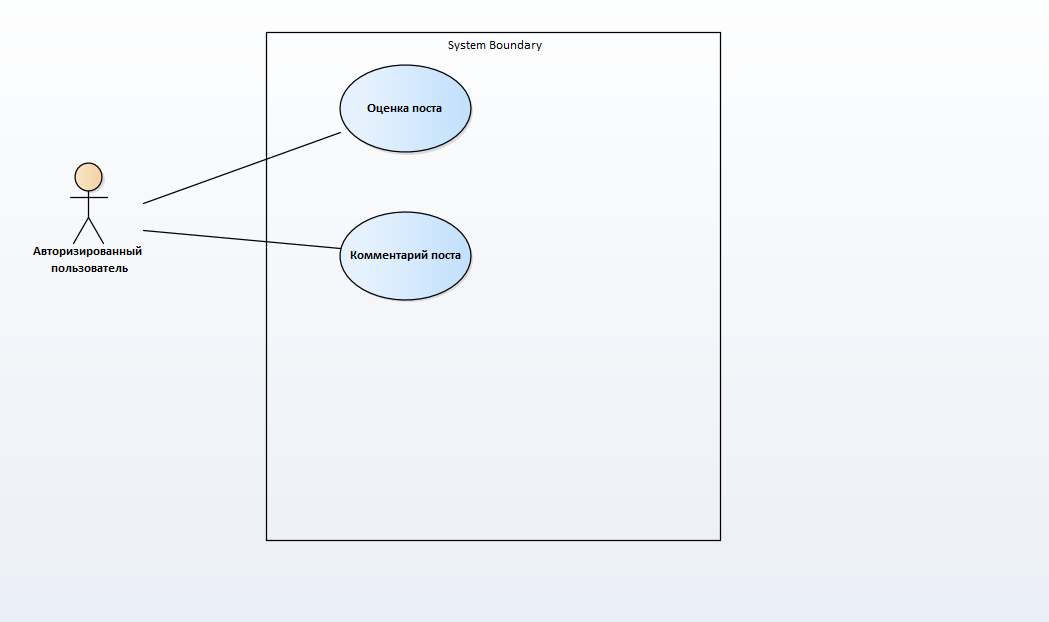 System Boundary
Оценка поста
Комментарий поста
Авторизированный
пользователь